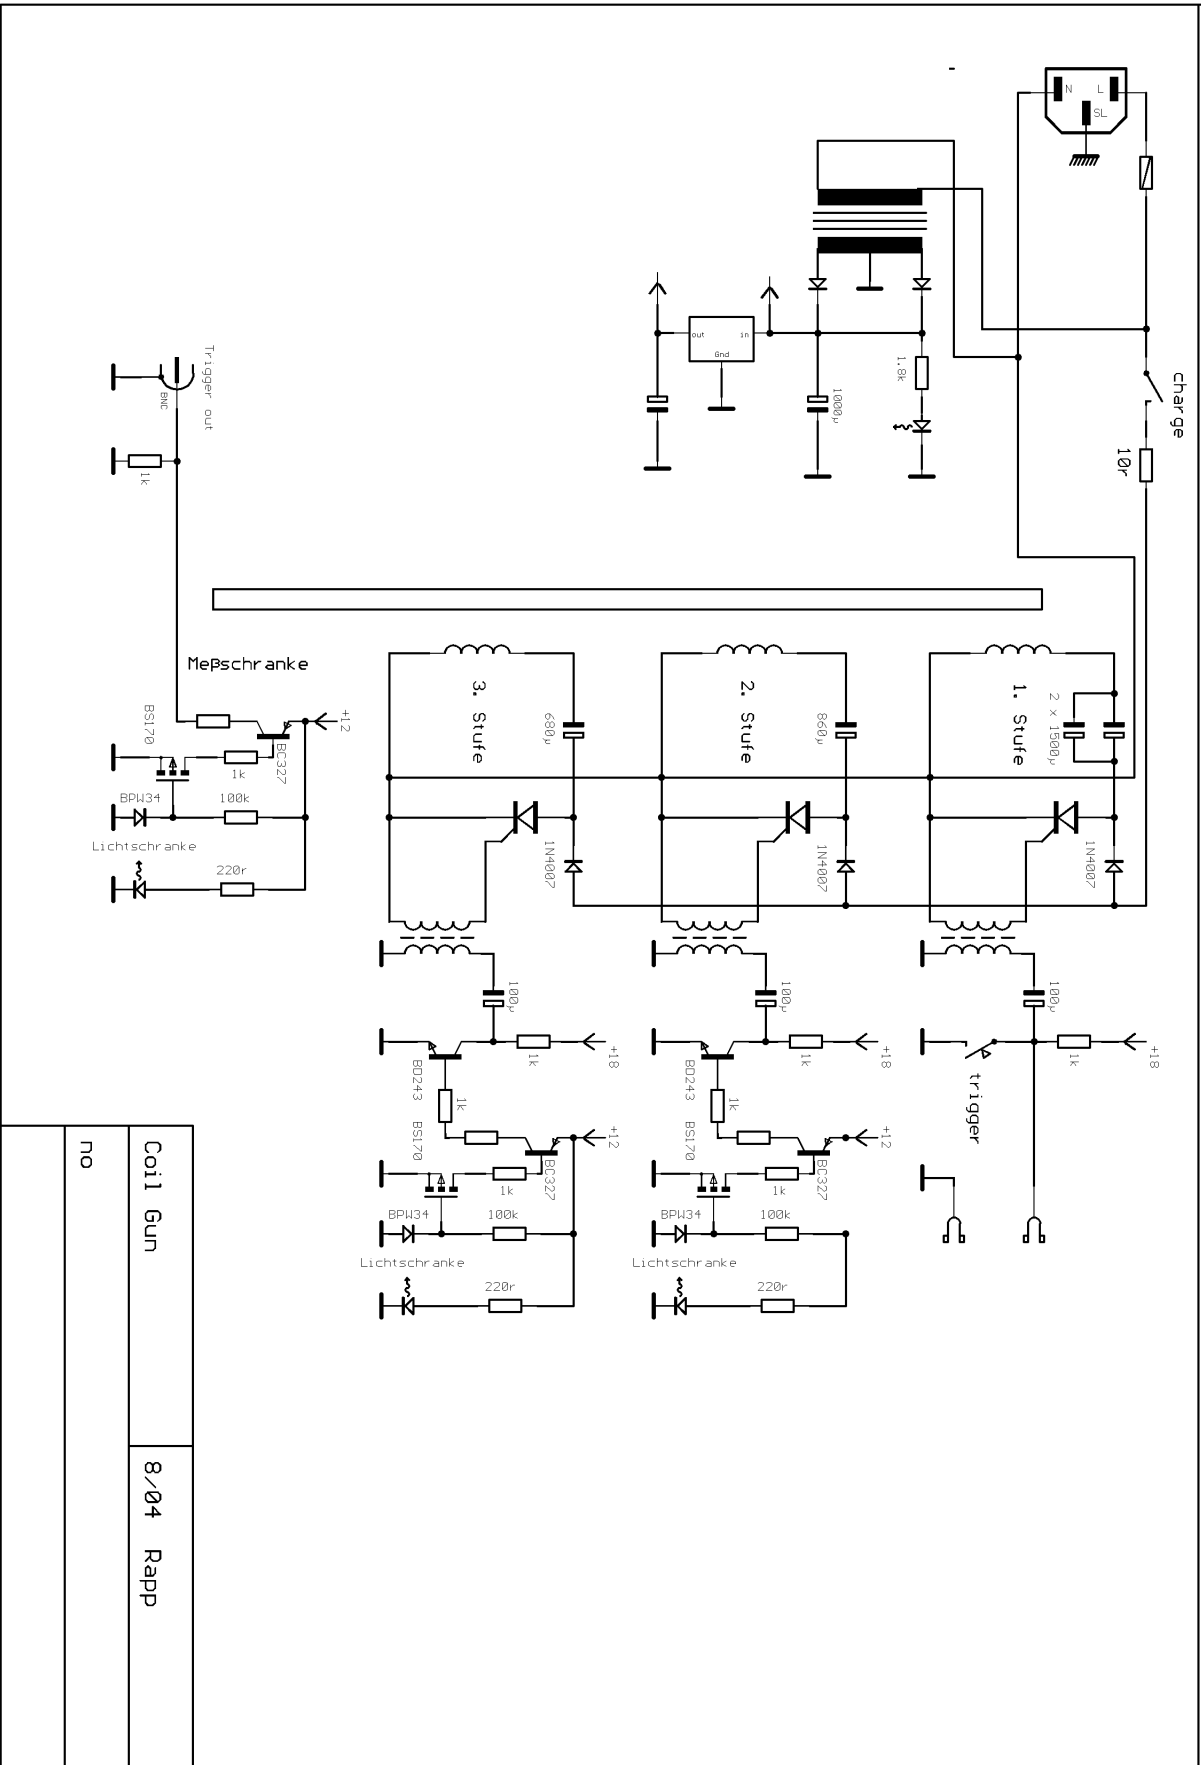 N
L
SL
charge
10r
1.8k
1000µ
out
in
Gnd
Trigger out
BNC
1k
Meßschranke
+12
BS170
BC327
1k
BPW34
100k
Lichtschranke
220r
3. Stufe
680µ
1N4007
100µ
+18
1k
BD243
1k
+12
BS170
BC327
1k
BPW34
100k
Lichtschranke
220r
2. Stufe
860µ
1N4007
100µ
+18
1k
BD243
1k
+12
BS170
BC327
1k
BPW34
100k
Lichtschranke
220r
1. Stufe
2 x 1500µ
1N4007
100µ
+18
1k
trigger
Coil Gun
8/04 Rapp
no